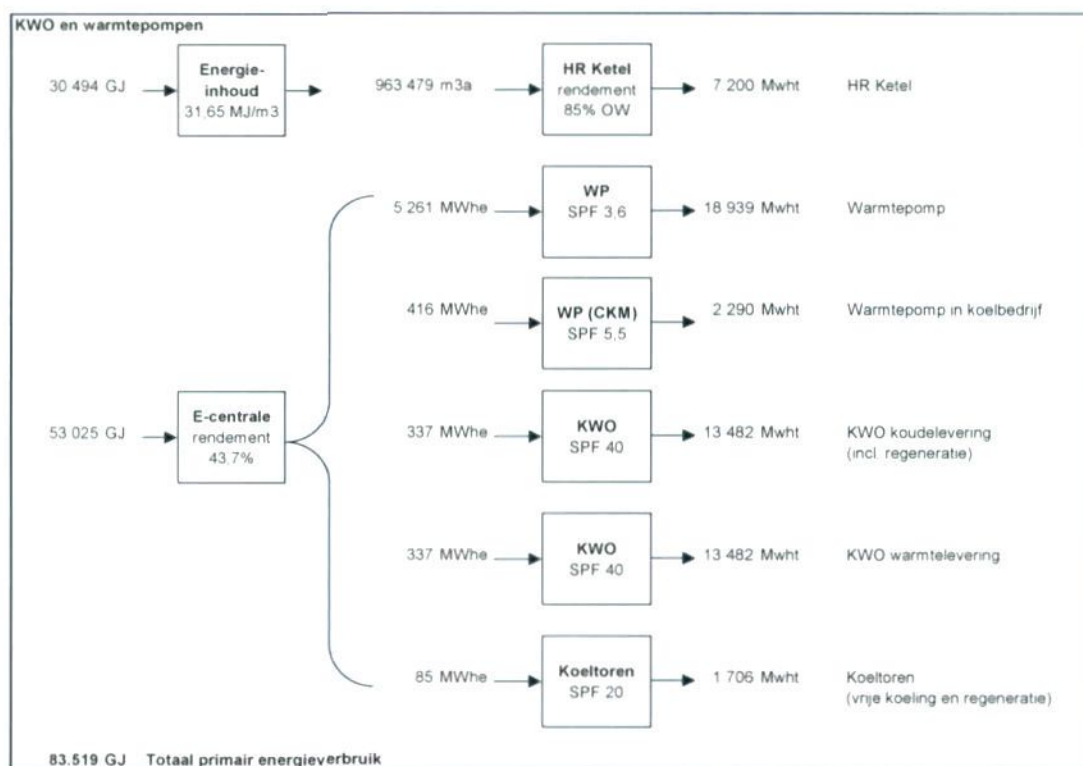 KWO en warmtepompen
30 494 GJ
Energie-
inhoud
31,65 MJ/m3
963 479 m3a
HR Ketel
rendement
85% OW
7 200 Mwht
HR Ketel
5 261 MWhe
WP
SPF 3,6
18 939 Mwht
Warmtepomp
416 MWhe
WP (CKM)
SPF 5,5
2 290 Mwht
Warmtepomp in koelbedrijf
53 025 GJ
E-centrale
rendement
43,7%
337 MWhe
KWO
SPF 40
13 482 Mwht
KWO koudelevering
(incl. regeneratie)
337 MWhe
KWO
SPF 40
13 482 Mwht
KWO warmtelevering
85 MWhe
Koeltoren
SPF 20
1 706 Mwht
Koeltoren
(vrije koeling en regeneratie)
83.519 GJ Totaal primair energieverbruik